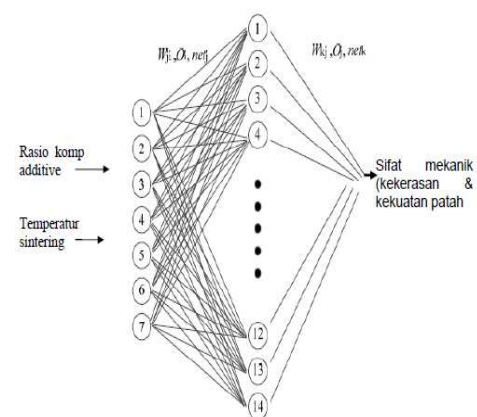 Wji ,Oi, netj
Wkj ,Oj, netk
1
2
3
4
12
13
14
1
2
3
4
5
6
7
Rasio komp
additive
Temperatur
sintering
Sifat mekanik
(kekerasan &
kekuatan patah